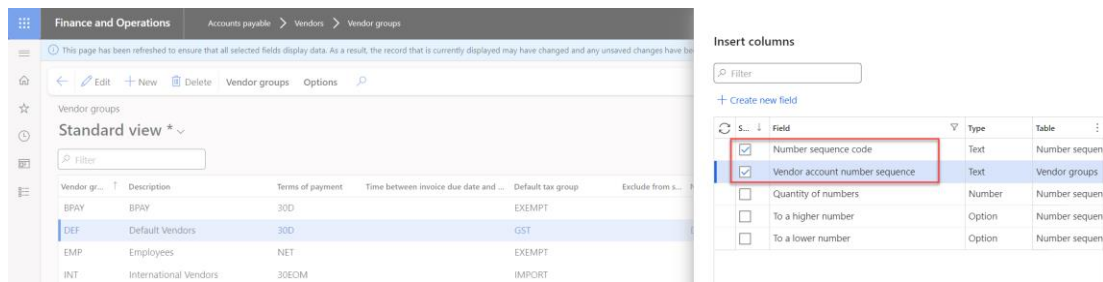 Finance and Operations Accounts payable > Vendors > Vendor groups
This page has been refreshed to ensure that all selected fields display data. As a result, the record that is currently displayed may have changed and any unsaved changes have be
Edit + New Delete Vendor groups Options
Vendor groups
Standard view *
Filter
Vendor gr... ↑ Description Terms of payment Time between invoice due date and ... Default tax group Exclude from s...
BPAY BPAY 30D EXEMPT
DEF Default Vendors 30D GST
EMP Employees NET EXEMPT
INT International Vendors 30EOM IMPORT
Insert columns
Filter
+ Create new field
S... ↓ Field Type Table
Number sequence code Text Number sequen
Vendor account number sequence Text Vendor groups
Quantity of numbers Number Number sequen
To a higher number Option Number sequen
To a lower number Option Number sequen